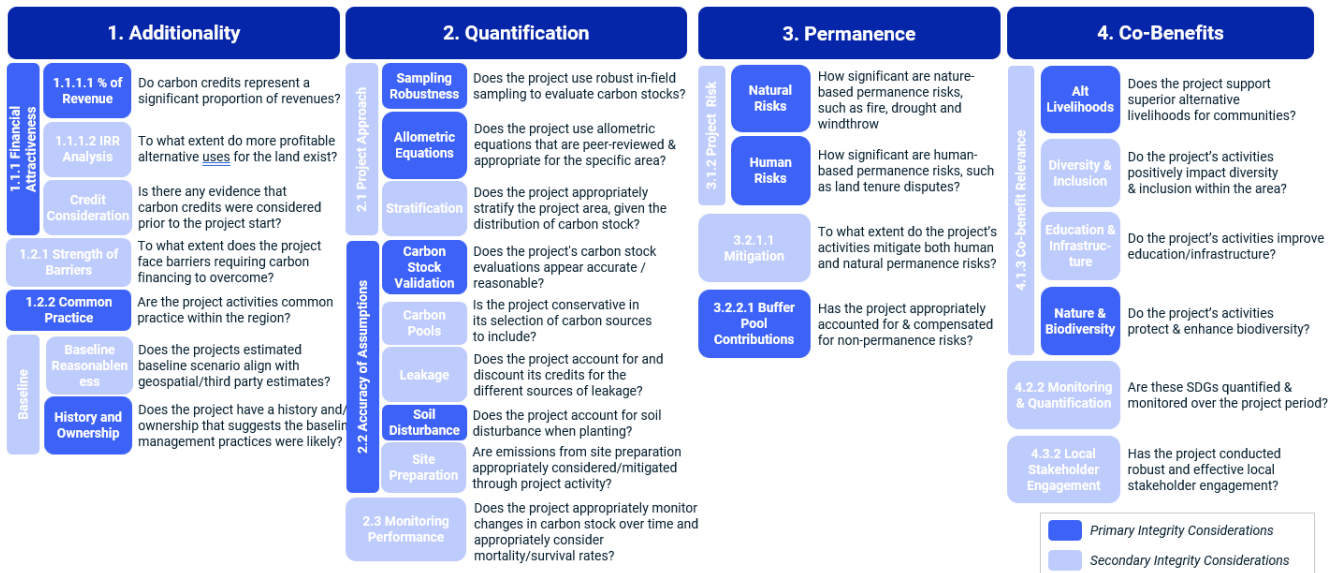 1. Additionality
1.1.1 Financial
Attractiveness
1.1.1.1 % of
Revenue
Do carbon credits represent a
significant proportion of revenues?
1.1.1.2 IRR
Analysis
To what extent do more profitable
alternative uses for the land exist?
Credit
Consideration
Is there any evidence that
carbon credits were considered
prior to the project start?
1.2.1 Strength of
Barriers
To what extent does the project
face barriers requiring carbon
financing to overcome?
1.2.2 Common
Practice
Are the project activities common
practice within the region?
Baseline
Baseline
Reasonablen
ess
Does the projects estimated
baseline scenario align with
geospatial/third party estimates?
History and
Ownership
Does the project have a history and/
ownership that suggests the baselin
management practices were likely?
2. Quantification
2.1 Project Approach
Sampling
Robustness
Does the project use robust in-field
sampling to evaluate carbon stocks?
Allometric
Equations
Does the project use allometric
equations that are peer-reviewed &
appropriate for the specific area?
Stratification
Does the project appropriately
stratify the project area, given the
distribution of carbon stock?
2.2 Accuracy of Assumptions
Carbon
Stock
Validation
Does the project's carbon stock
evaluations appear accurate /
reasonable?
Carbon
Pools
Is the project conservative in
its selection of carbon sources
to include?
Leakage
Does the project account for and
discount its credits for the
different sources of leakage?
Soil
Disturbance
Does the project account for soil
disturbance when planting?
Site
Preparation
Are emissions from site preparation
appropriately considered/mitigated
through project activity?
2.3 Monitoring
Performance
Does the project appropriately monitor
changes in carbon stock over time and
appropriately consider
mortality/survival rates?
3. Permanence
3.1.2 Project Risk
Natural
Risks
How significant are nature-
based permanence risks,
such as fire, drought and
windthrow
Human
Risks
How significant are human-
based permanence risks, such
as land tenure disputes?
3.2.1.1
Mitigation
To what extent do the project's
activities mitigate both human
and natural permanence risks?
3.2.2.1 Buffer
Pool
Contributions
Has the project appropriately
accounted for & compensated
for non-permanence risks?
4. Co-Benefits
4.1.3 Co-benefit Relevance
Alt
Livelihoods
Does the project support
superior alternative
livelihoods for communities?
Diversity &
Inclusion
Do the project's activities
positively impact diversity
& inclusion within the area?
Education &
Infrastruc-
ture
Do the project's activities improve
education/infrastructure?
Nature &
Biodiversity
Do the project's activities
protect & enhance biodiversity?
4.2.2 Monitoring
& Quantification
Are these SDGs quantified &
monitored over the project period?
4.3.2 Local
Stakeholder
Engagement
Has the project conducted
robust and effective local
stakeholder engagement?
Primary Integrity Considerations
Secondary Integrity Considerations